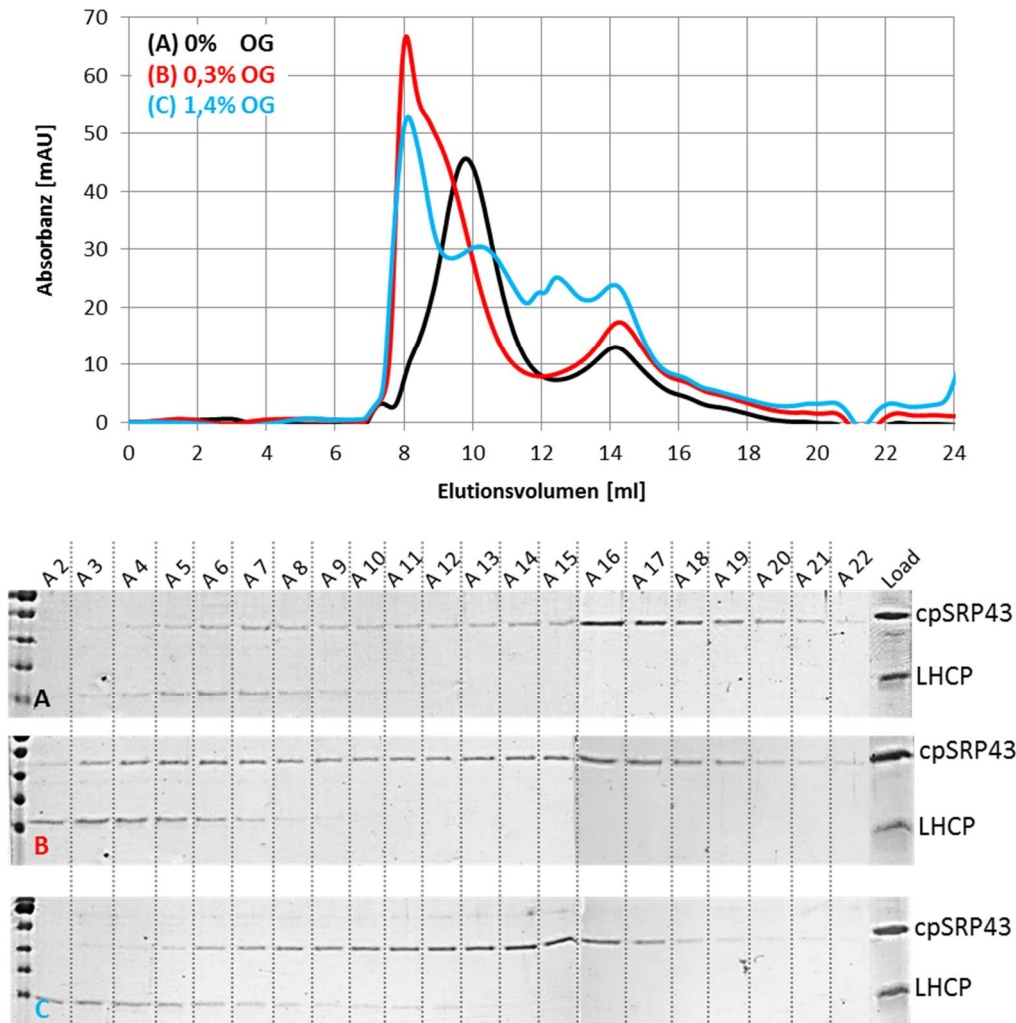 70
60
50
40
30
20
10
0
Absorbanz [mAU]
(A) 0% OG
(B) 0,3% OG
(C) 1,4% OG
0 2 4 6 8 10 12 14 16 18 20 22 24
Elutionsvolumen [ml]
A 2 A 3 A 4 A 5 A 6 A 7 A 8 A 9 A 10 A 11 A 12 A 13 A 14 A 15 A 16 A 17 A 18 A 19 A 20 A 21 A 22 Load
cpSRP43
LHCP
A
cpSRP43
LHCP
B
cpSRP43
LHCP
C